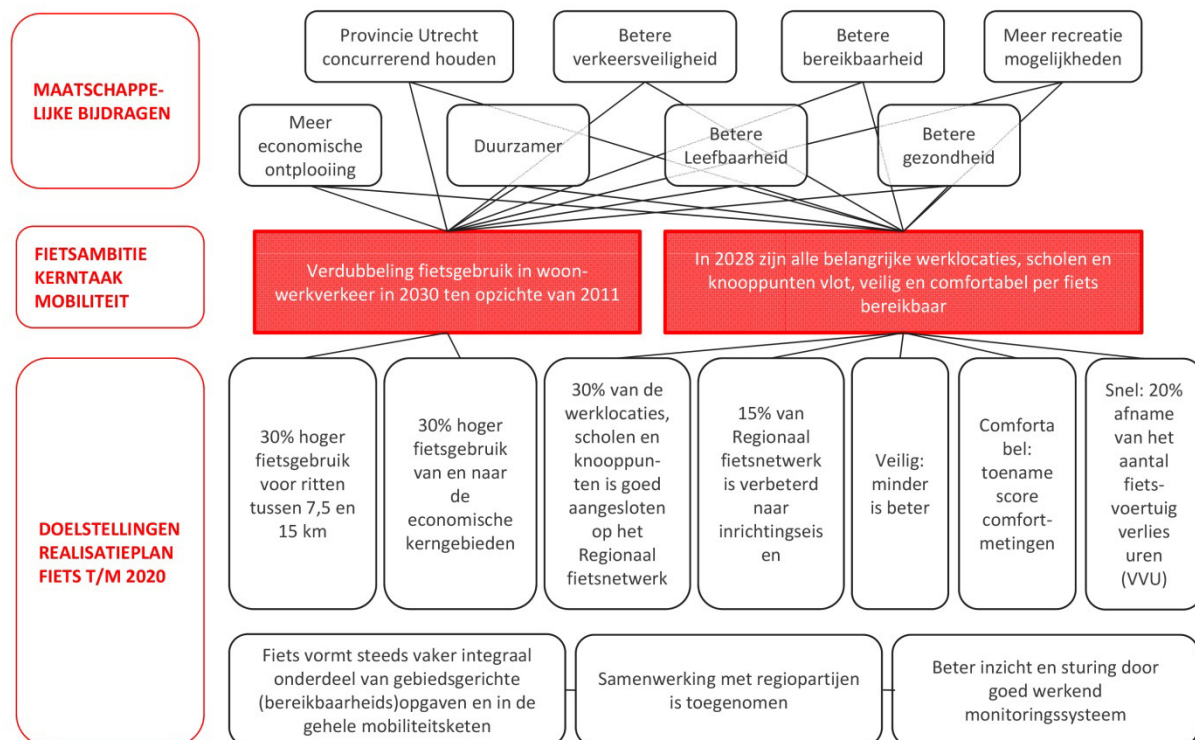 MAATSCHAPPE-
LIJKE BIJDRAGEN
Provincie Utrecht
concurrerend houden
Betere
verkeersveiligheid
Betere
bereikbaarheid
Meer recreatie
mogelijkheden
Meer
economische
ontplooiing
Duurzamer
Betere
Leefbaarheid
Betere
gezondheid
FIETSAMBITIE
KERNTAAK
MOBILITEIT
Verdubbeling fietsgebruik in woon-
werkverkeer in 2030 ten opzichte van 2011
In 2028 zijn alle belangrijke werklocaties, scholen en
knooppunten vlot, veilig en comfortabel per fiets
bereikbaar
DOELSTELLINGEN
REALISATIEPLAN
FIETS T/M 2020
30% hoger
fietsgebruik
voor ritten
tussen 7,5 en
15 km
30% hoger
fietsgebruik
van en naar
de
economische
kerngebieden
30% van de
werklocaties,
scholen en
knooppun-
ten is goed
aangesloten
op het
Regionaal
fietsnetwerk
15% van
Regionaal
fietsnetwerk
is verbeterd
naar
inrichtingseis
en
Veilig:
minder
is beter
Comforta
bel:
toename
score
comfort-
metingen
Snel: 20%
afname
van het
aantal
fiets-
voertuig
verlies
uren
(VVU)
Fiets vormt steeds vaker integraal
onderdeel van gebiedsgerichte
(bereikbaarheids)opgaven en in de
gehele mobiliteitsketen
Samenwerking met regiopartijen
is toegenomen
Beter inzicht en sturing door
goed werkend
monitoringssysteem